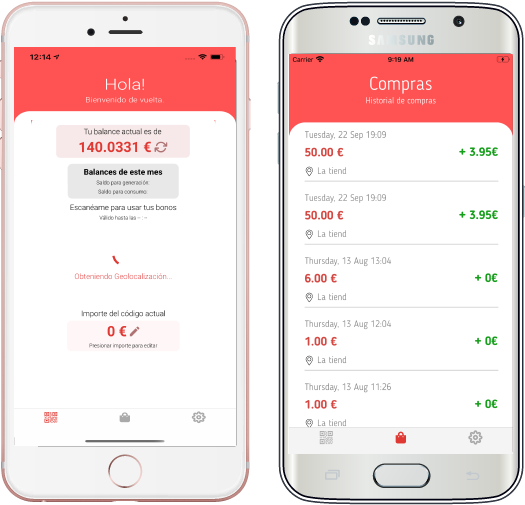 12:14
Hola!
Bienvenido de vuelta.
Tu balance actual es de
140.0331 €
Balances de este mes
Saldo para generación:
Saldo para consumo:
Escanéame para usar tus bonos
Válido hasta las -- : --
Obteniendo Geolocalización...
Importe del código actual
0 €
Presionar importe para editar
SAMSUNG
Carrier
9:19 AM
Compras
Historial de compras
Tuesday, 22 Sep 19:09
50.00 €
+ 3.95€
La tiend
Tuesday, 22 Sep 19:09
50.00 €
+ 3.95€
La tiend
Thursday, 13 Aug 13:04
6.00 €
+ 0€
La tiend
Thursday, 13 Aug 12:04
1.00 €
+ 0€
La tiend
Thursday, 13 Aug 11:26
1.00 €
+ 0€
La tiend